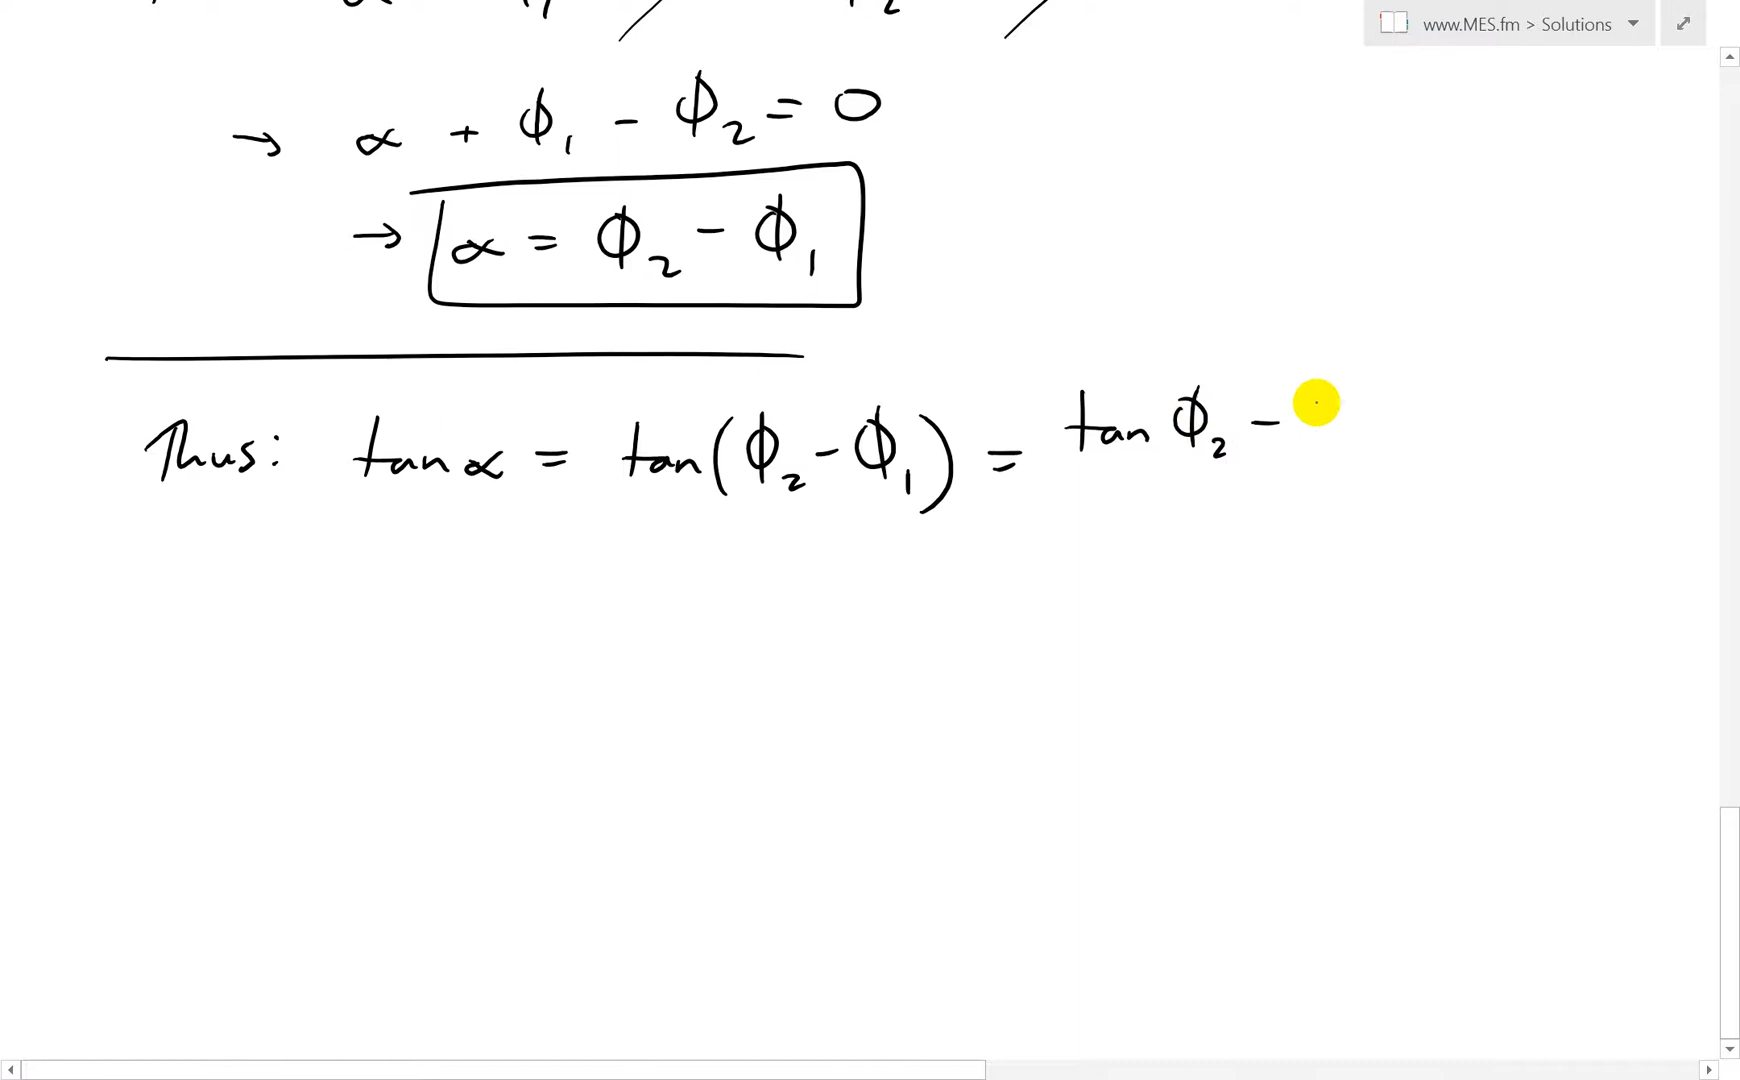 www.MES.fm > Solutions
→ α + ϕ₁ - ϕ₂ = 0
→ α = ϕ₂ - ϕ₁
Thus: tan α = tan(ϕ₂ - ϕ₁) = tan ϕ₂ -